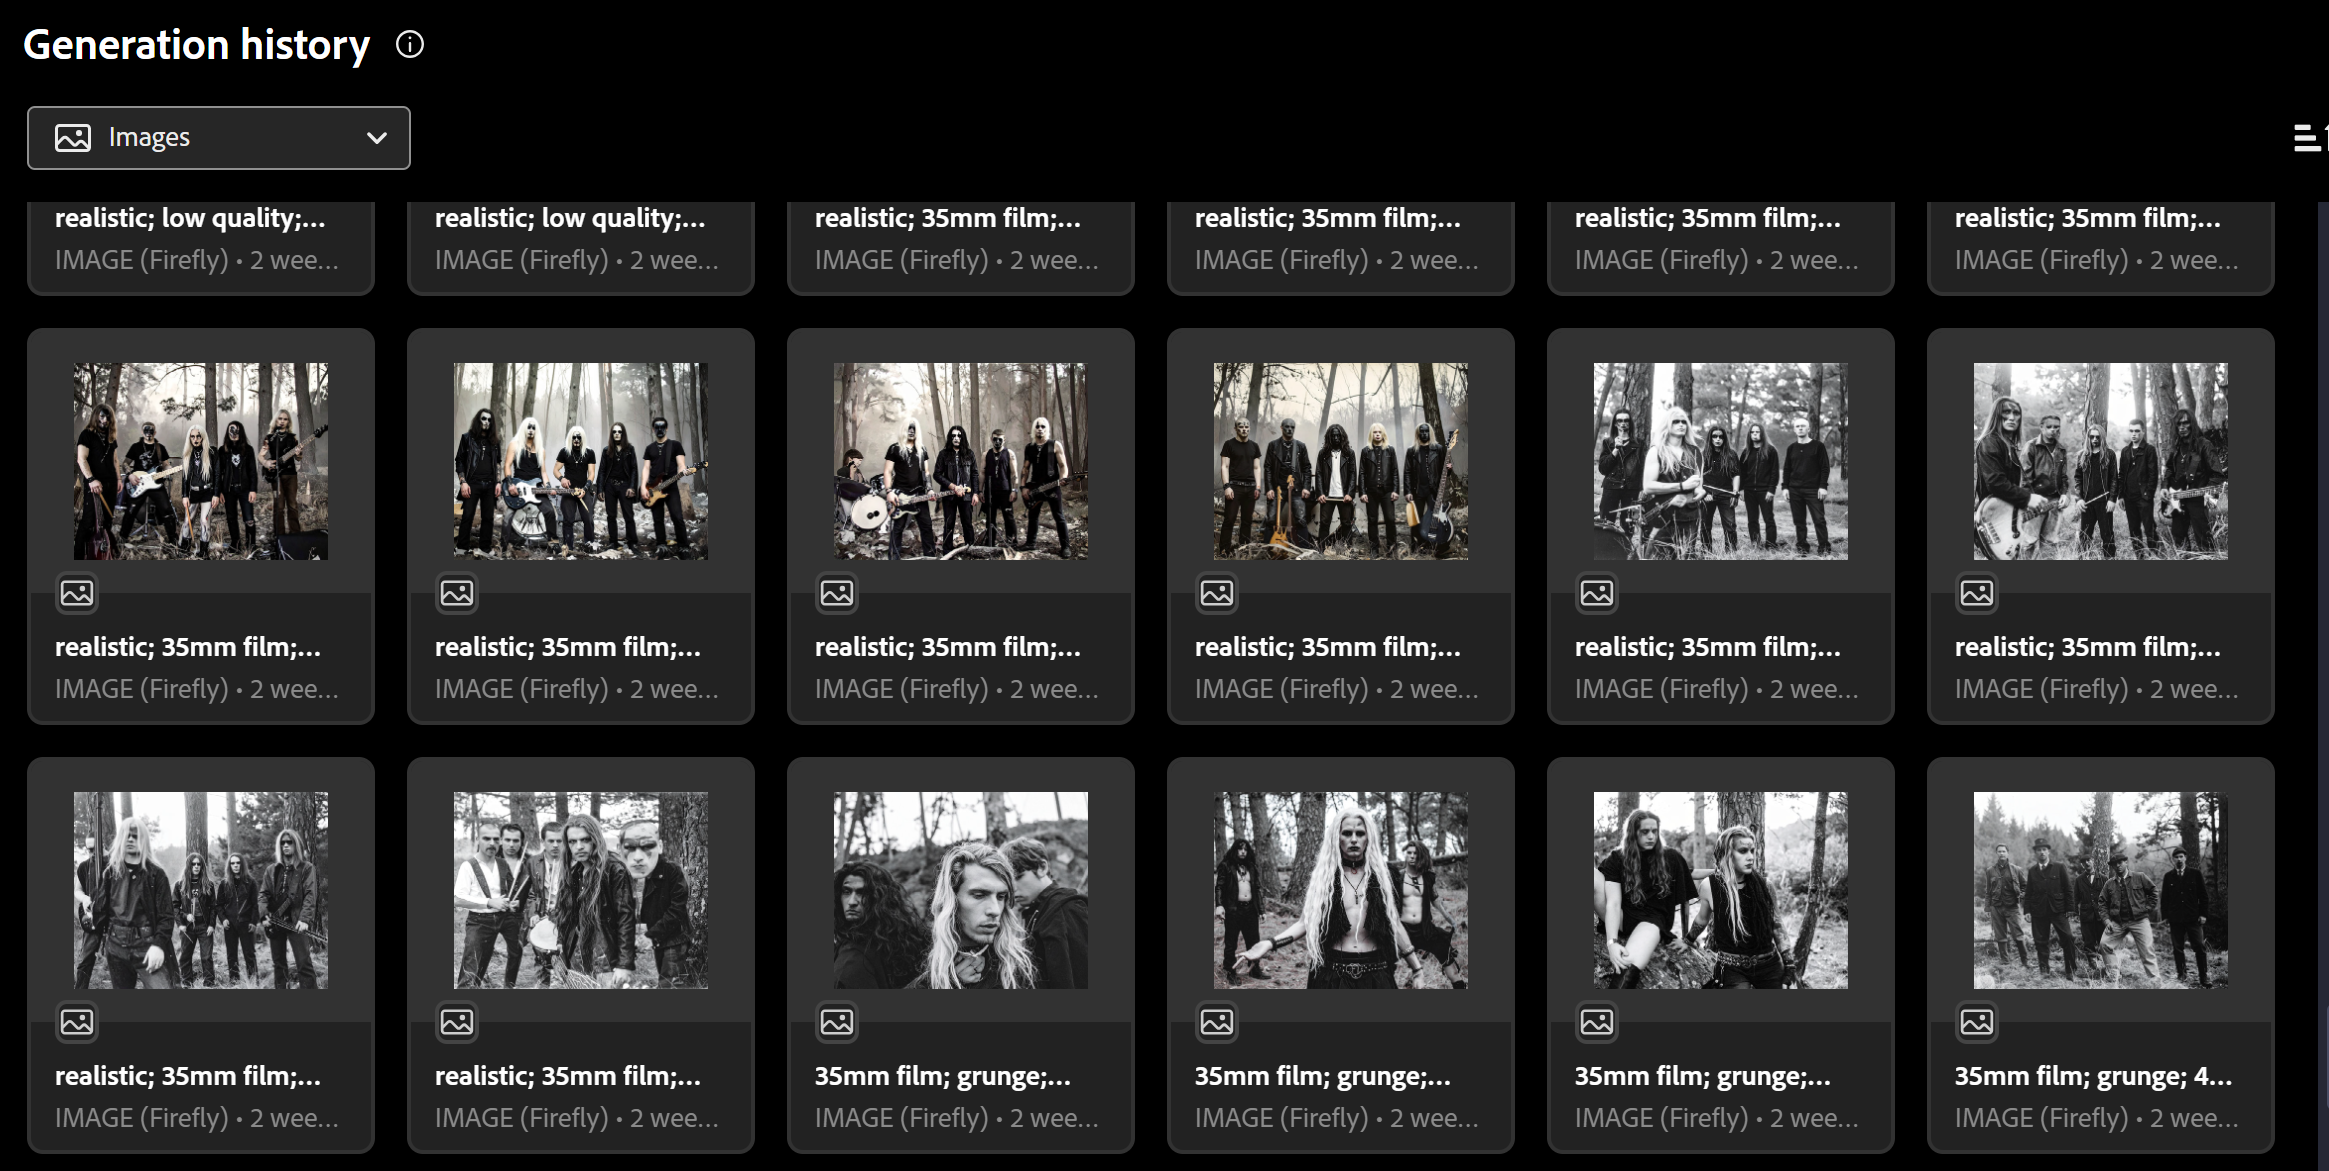 Generation history
Images
realistic; low quality;...
realistic; low quality;...
realistic; 35mm film;...
realistic; 35mm film;...
realistic; 35mm film;...
realistic; 35mm film;...
IMAGE (Firefly) • 2 wee...
IMAGE (Firefly) • 2 wee...
IMAGE (Firefly) • 2 wee...
IMAGE (Firefly) • 2 wee...
IMAGE (Firefly) • 2 wee...
IMAGE (Firefly) • 2 wee...
realistic; 35mm film;...
realistic; 35mm film;...
realistic; 35mm film;...
realistic; 35mm film;...
realistic; 35mm film;...
realistic; 35mm film;...
IMAGE (Firefly) • 2 wee...
IMAGE (Firefly) • 2 wee...
IMAGE (Firefly) • 2 wee...
IMAGE (Firefly) • 2 wee...
IMAGE (Firefly) • 2 wee...
IMAGE (Firefly) • 2 wee...
realistic; 35mm film;...
realistic; 35mm film;...
35mm film; grunge;...
35mm film; grunge;...
35mm film; grunge;...
35mm film; grunge; 4...
IMAGE (Firefly) • 2 wee...
IMAGE (Firefly) • 2 wee...
IMAGE (Firefly) • 2 wee...
IMAGE (Firefly) • 2 wee...
IMAGE (Firefly) • 2 wee...
IMAGE (Firefly) • 2 wee...